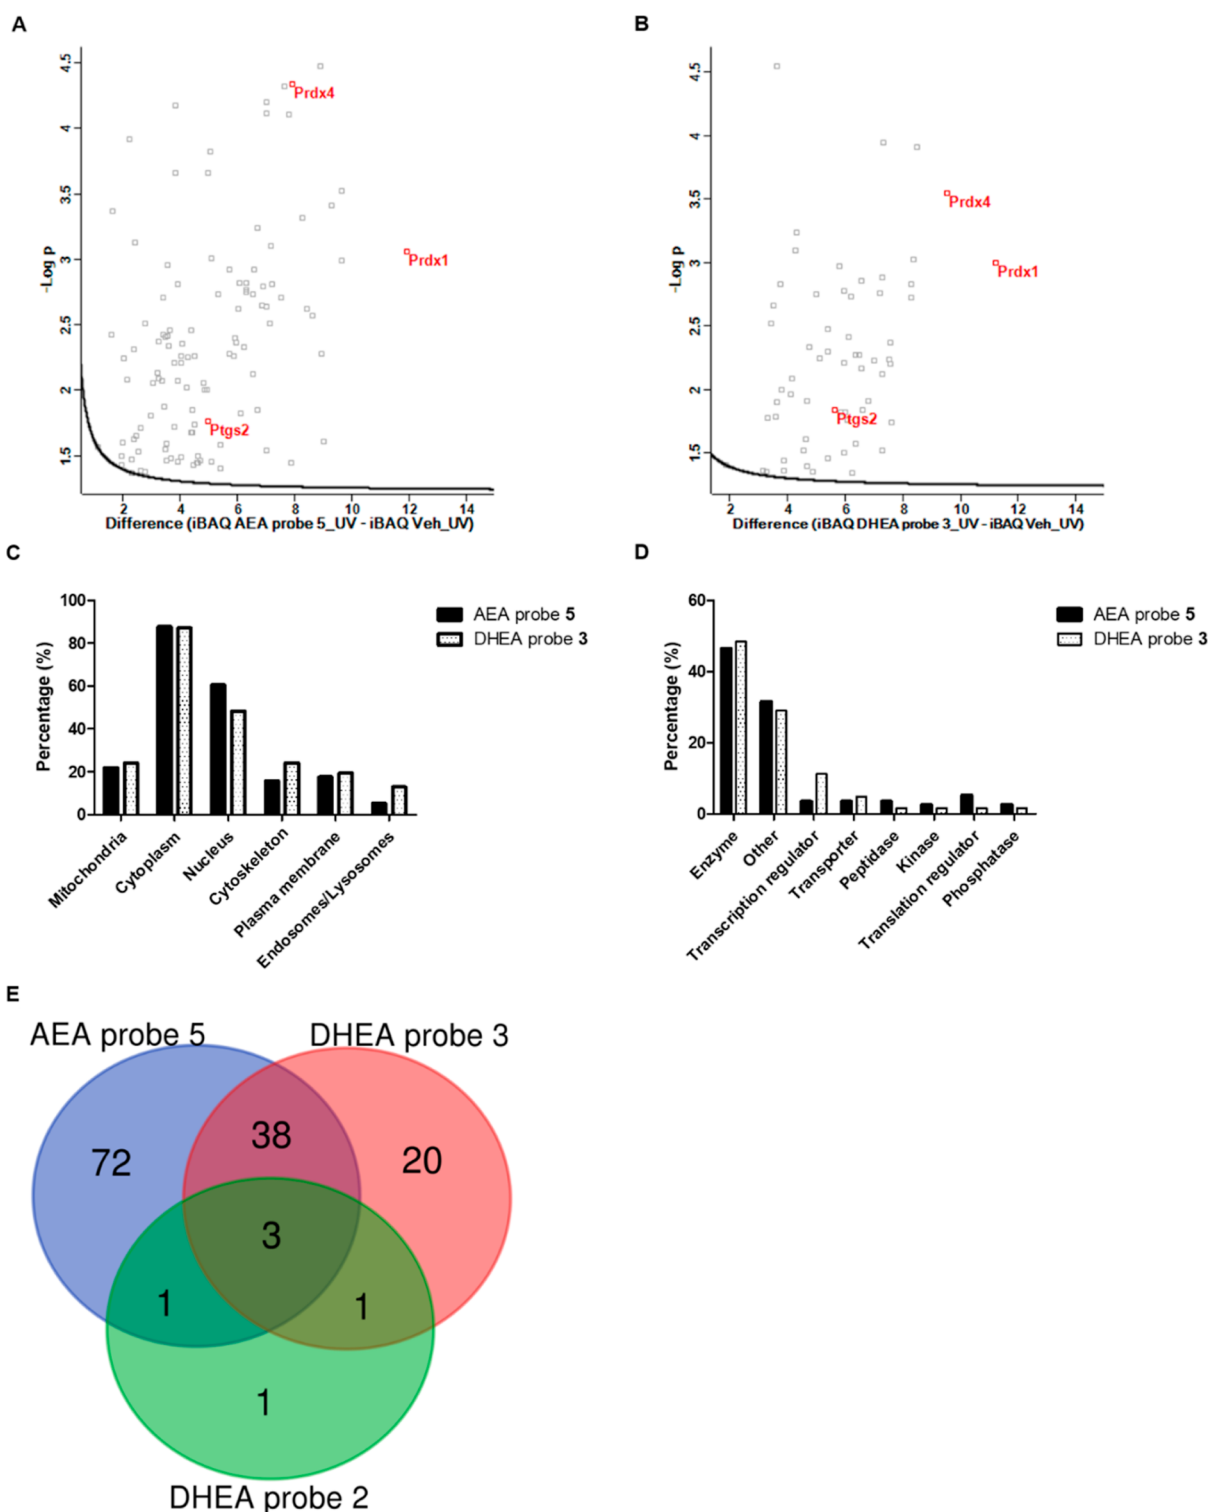 A
4.5
4
3.5
3
2.5
2
1.5
-Log p
Prdx4
Prdx1
Ptgs2
2 4 6 8 10 12 14
Difference (iBAQ AEA probe 5_UV - iBAQ Veh_UV)
B
4.5
4
3.5
3
2.5
2
1.5
-Log p
Prdx4
Prdx1
Ptgs2
2 4 6 8 10 12 14
Difference (iBAQ DHEA probe 3_UV - iBAQ Veh_UV)
C
100
80
60
40
20
0
Percentage (%)
AEA probe 5
DHEA probe 3
Mitochondria
Cytoplasm
Nucleus
Cytoskeleton
Plasma membrane
Endosomes/Lysosomes
D
60
40
20
0
Percentage (%)
AEA probe 5
DHEA probe 3
Enzyme
Other
Transcription regulator
Transporter
Peptidase
Kinase
Translation regulator
Phosphatase
E
AEA probe 5
DHEA probe 3
72
38
20
3
1
1
1
DHEA probe 2